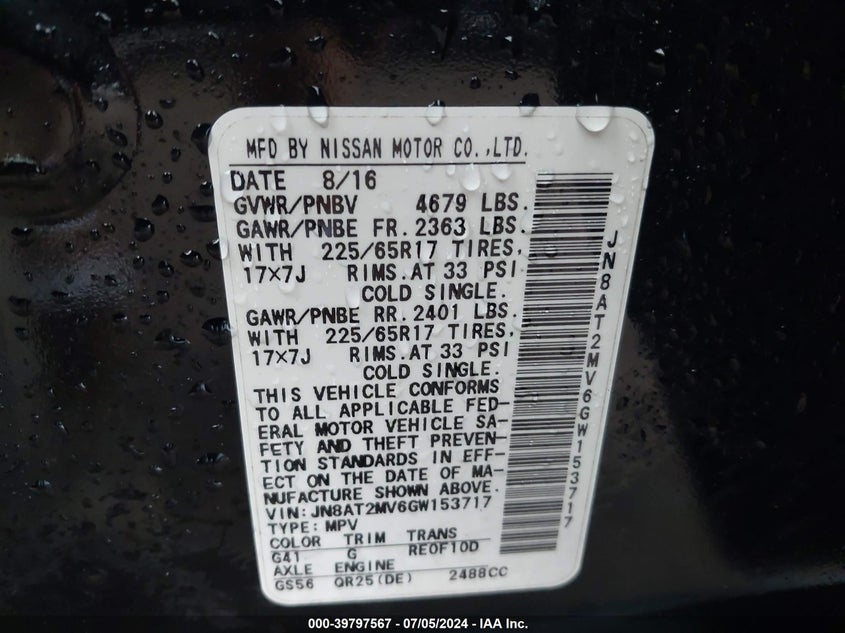 MFD BY NISSAN MOTOR CO.,LTD.
DATE 8/16
GVWR/PNBV 4679 LBS.
GAWR/PNBE FR. 2363 LBS.
WITH 225/65R17 TIRES,
17×7J RIMS.AT 33 PSI
COLD SINGLE.
GAWR/PNBE RR. 2401 LBS.
WITH 225/65R17 TIRES,
17×7J RIMS.AT 33 PSI
COLD SINGLE.
THIS VEHICLE CONFORMS
TO ALL APPLICABLE FED-
ERAL MOTOR VEHICLE SA-
FETY AND THEFT PREVEN-
TION STANDARDS IN EFF-
ECT ON THE DATE OF MA-
NUFACTURE SHOWN ABOVE.
VIN:JN8AT2MV6GW153717
TYPE:MPV
COLOR TRIM TRANS
G41 G RE0F10D
AXLE ENGINE
GS56 QR25(DE) 2488CC
JN8AT2MV6GW153717
000-39797567 - 07/05/2024 - IAA Inc.